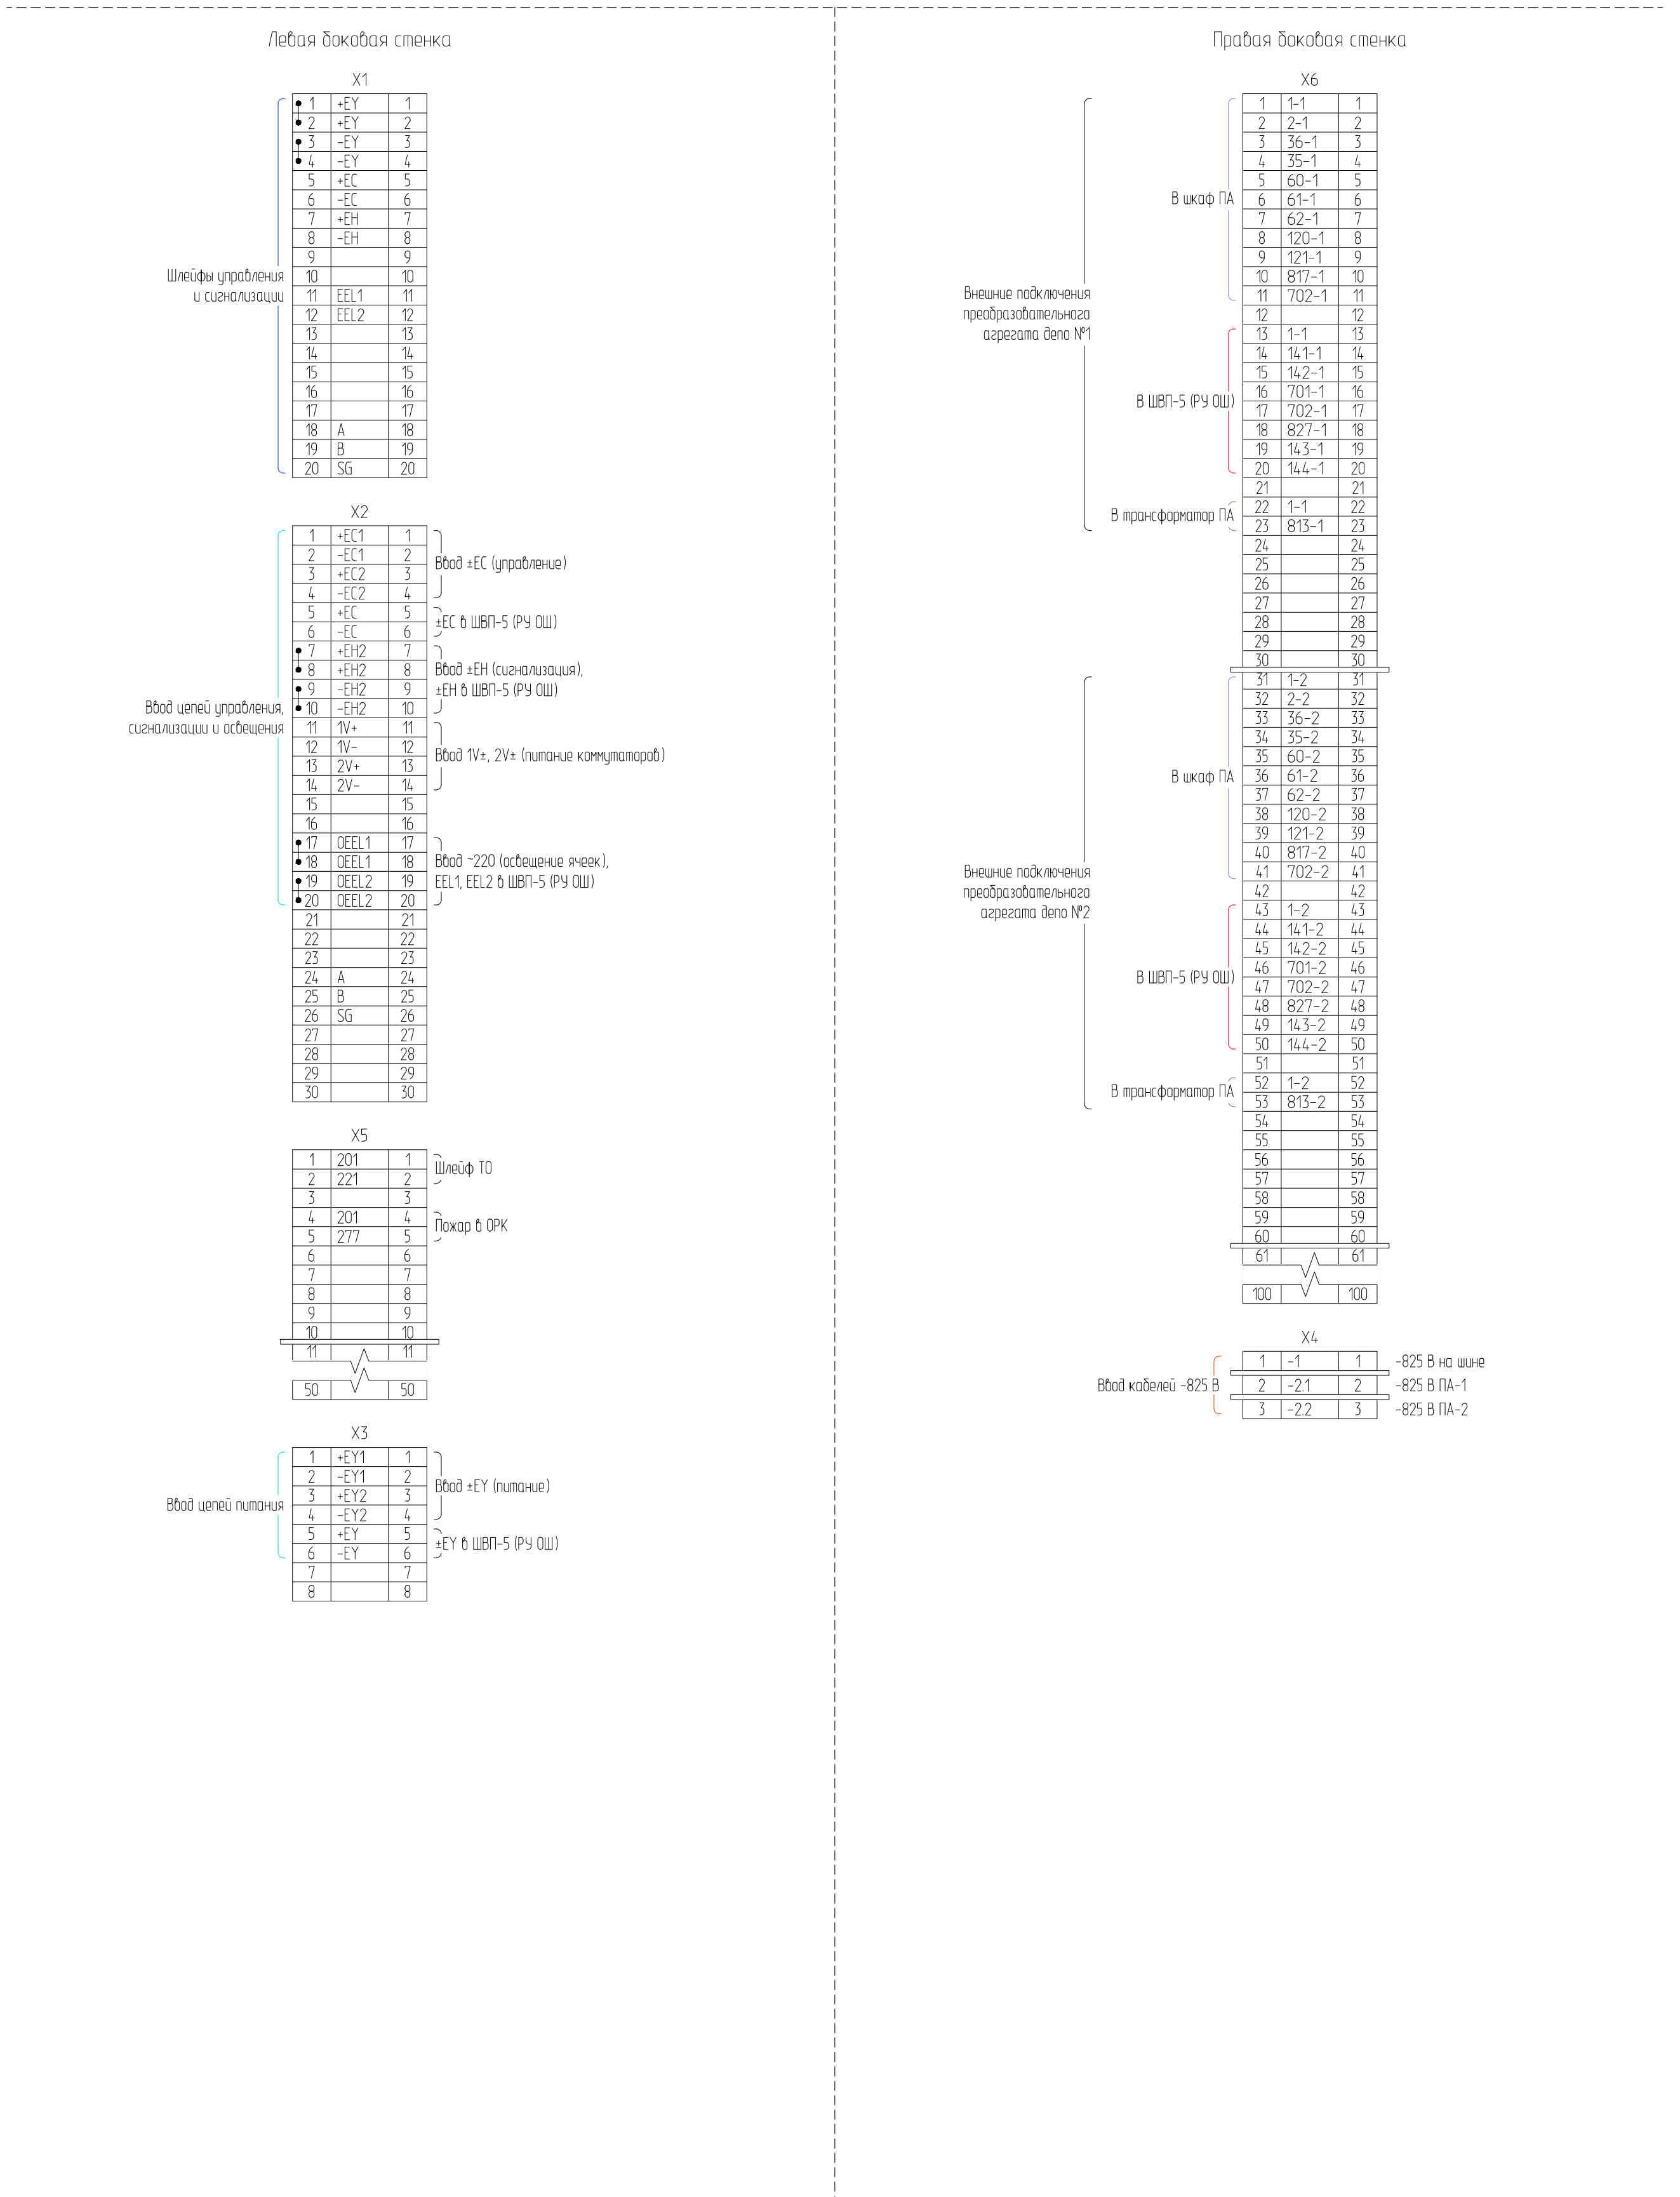 Левая боковая стенка
X1
1 +EY 1
2 +EY 2
3 -EY 3
4 -EY 4
5 +EC 5
6 -EC 6
7 +EH 7
8 -EH 8
9 9
10 10
11 EEL1 11
12 EEL2 12
13 13
14 14
15 15
16 16
17 17
18 A 18
19 B 19
20 SG 20
Шлейфы управления
и сигнализации
X2
1 +EC1 1
2 -EC1 2
3 +EC2 3
4 -EC2 4
5 +EC 5
6 -EC 6
7 +EH2 7
8 +EH2 8
9 -EH2 9
10 -EH2 10
11 1V+ 11
12 1V- 12
13 2V+ 13
14 2V- 14
15 15
16 16
17 OEEL1 17
18 OEEL1 18
19 OEEL2 19
20 OEEL2 20
21 21
22 22
23 23
24 A 24
25 B 25
26 SG 26
27 27
28 28
29 29
30 30
Ввод цепей управления,
сигнализации и освещения
Ввод ±EC (управление)
±EC в ШВП-5 (РУ ОШ)
Ввод ±EH (сигнализация),
±EH в ШВП-5 (РУ ОШ)
Ввод 1V±, 2V± (питание коммутаторов)
Ввод ~220 (освещение ячеек),
EEL1, EEL2 в ШВП-5 (РУ ОШ)
X5
1 201 1
2 221 2
3 3
4 201 4
5 277 5
6 6
7 7
8 8
9 9
10 10
11 11
50 50
Шлейф ТО
Пожар в ОРК
X3
1 +EY1 1
2 -EY1 2
3 +EY2 3
4 -EY2 4
5 +EY 5
6 -EY 6
7 7
8 8
Ввод цепей питания
Ввод ±EY (питание)
±EY в ШВП-5 (РУ ОШ)
Правая боковая стенка
X6
1 1-1 1
2 2-1 2
3 36-1 3
4 35-1 4
5 60-1 5
6 61-1 6
7 62-1 7
8 120-1 8
9 121-1 9
10 817-1 10
11 702-1 11
12 12
13 1-1 13
14 141-1 14
15 142-1 15
16 701-1 16
17 702-1 17
18 827-1 18
19 143-1 19
20 144-1 20
21 21
22 1-1 22
23 813-1 23
24 24
25 25
26 26
27 27
28 28
29 29
30 30
31 1-2 31
32 2-2 32
33 36-2 33
34 35-2 34
35 60-2 35
36 61-2 36
37 62-2 37
38 120-2 38
39 121-2 39
40 817-2 40
41 702-2 41
42 42
43 1-2 43
44 141-2 44
45 142-2 45
46 701-2 46
47 702-2 47
48 827-2 48
49 143-2 49
50 144-2 50
51 51
52 1-2 52
53 813-2 53
54 54
55 55
56 56
57 57
58 58
59 59
60 60
61 61
100 100
Внешние подключения
преобразовательного
агрегата депо №1
В шкаф ПА
В ШВП-5 (РУ ОШ)
В трансформатор ПА
Внешние подключения
преобразовательного
агрегата депо №2
В шкаф ПА
В ШВП-5 (РУ ОШ)
В трансформатор ПА
X4
1 -1 1 -825 В на шине
2 -2.1 2 -825 В ПА-1
3 -2.2 3 -825 В ПА-2
Ввод кабелей -825 В